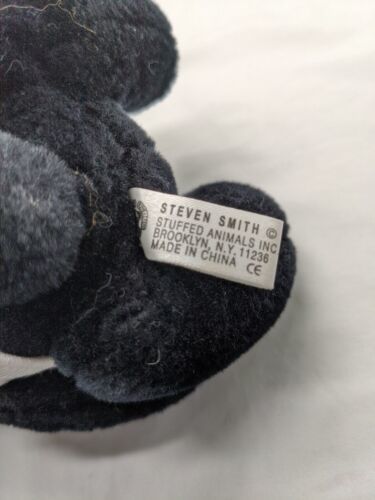 STEVEN SMITH ©
STUFFED ANIMALS INC
BROOKLYN, N.Y. 11236
MADE IN CHINA CE